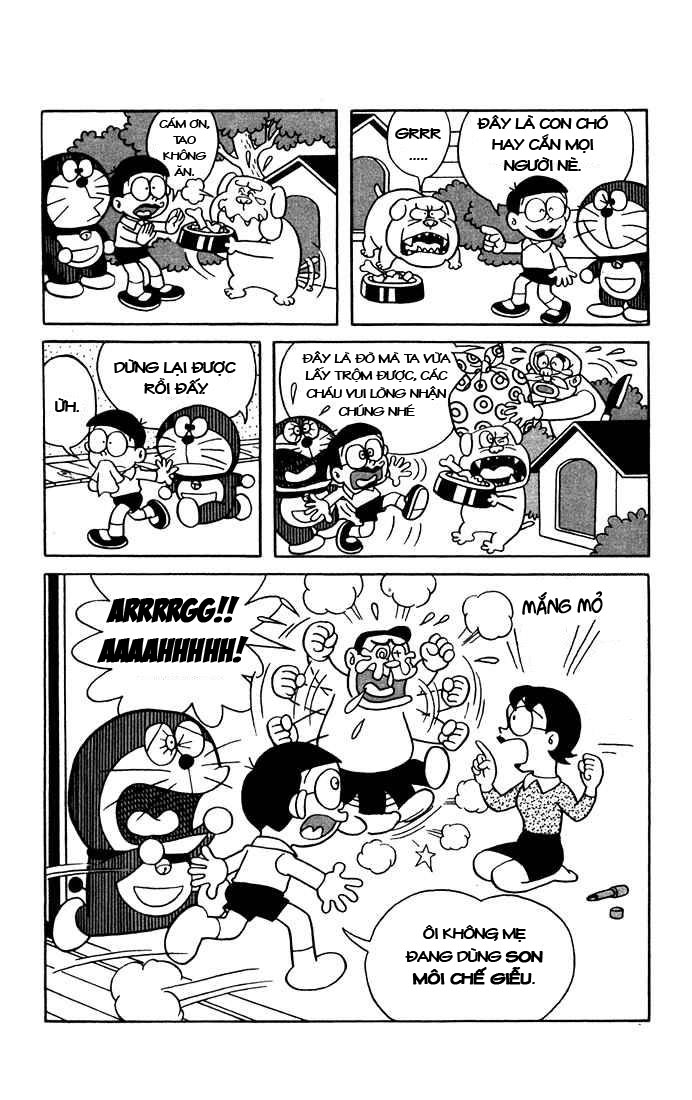 ĐÂY LÀ CON CHÓ
HAY CẮN MỌI
NGƯỜI NÈ.
GRRR
.....
CÁM ƠN,
TAO
KHÔNG
ĂN.
ĐÂY LÀ ĐỒ MÀ TA VỪA
LẤY TRỘM ĐƯỢC, CÁC
CHÁU VUI LÒNG NHẬN
CHÚNG NHÉ
DỪNG LẠI ĐƯỢC
RỒI ĐẤY.
ỪH.
MẮNG MỎ
ARRRRGG!!
AAAAHHHHH!
ÔI KHÔNG, MẸ
ĐANG DÙNG SON
MÔI CHẾ GIỄU.